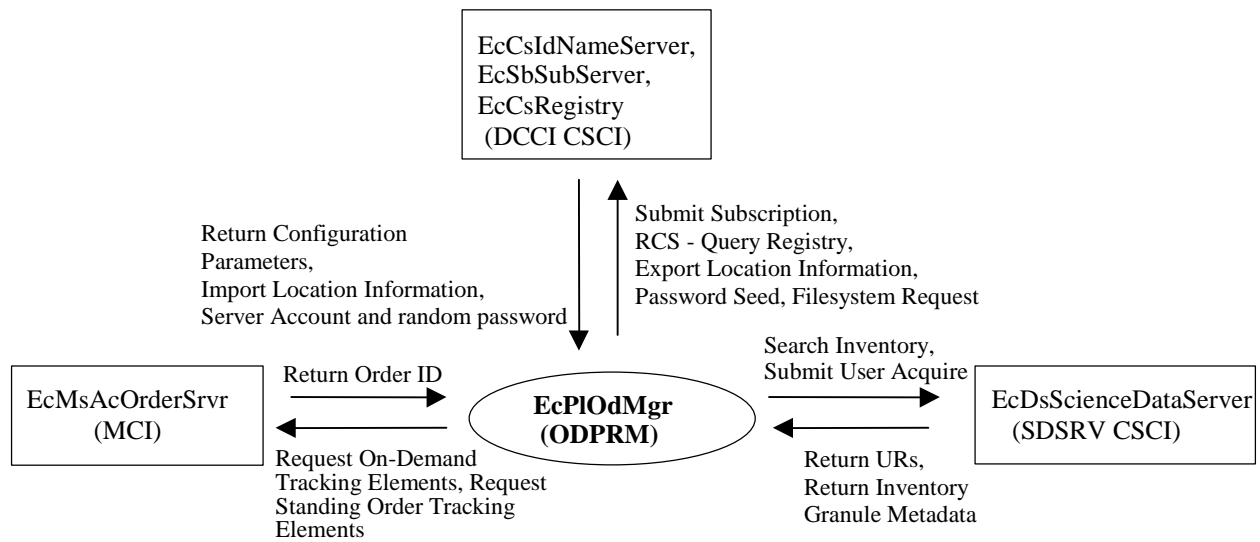 EcCsIdNameServer,
EcSbSubServer,
EcCsRegistry
(DCCI CSCI)
Return Configuration
Parameters,
Import Location Information,
Server Account and random password
Submit Subscription,
RCS - Query Registry,
Export Location Information,
Password Seed, Filesystem Request
EcMsAcOrderSrvr
(MCI)
Return Order ID
Request On-Demand
Tracking Elements, Request
Standing Order Tracking
Elements
EcPlOdMgr
(ODPRM)
Search Inventory,
Submit User Acquire
Return URs,
Return Inventory
Granule Metadata
EcDsScienceDataServer
(SDSRV CSCI)